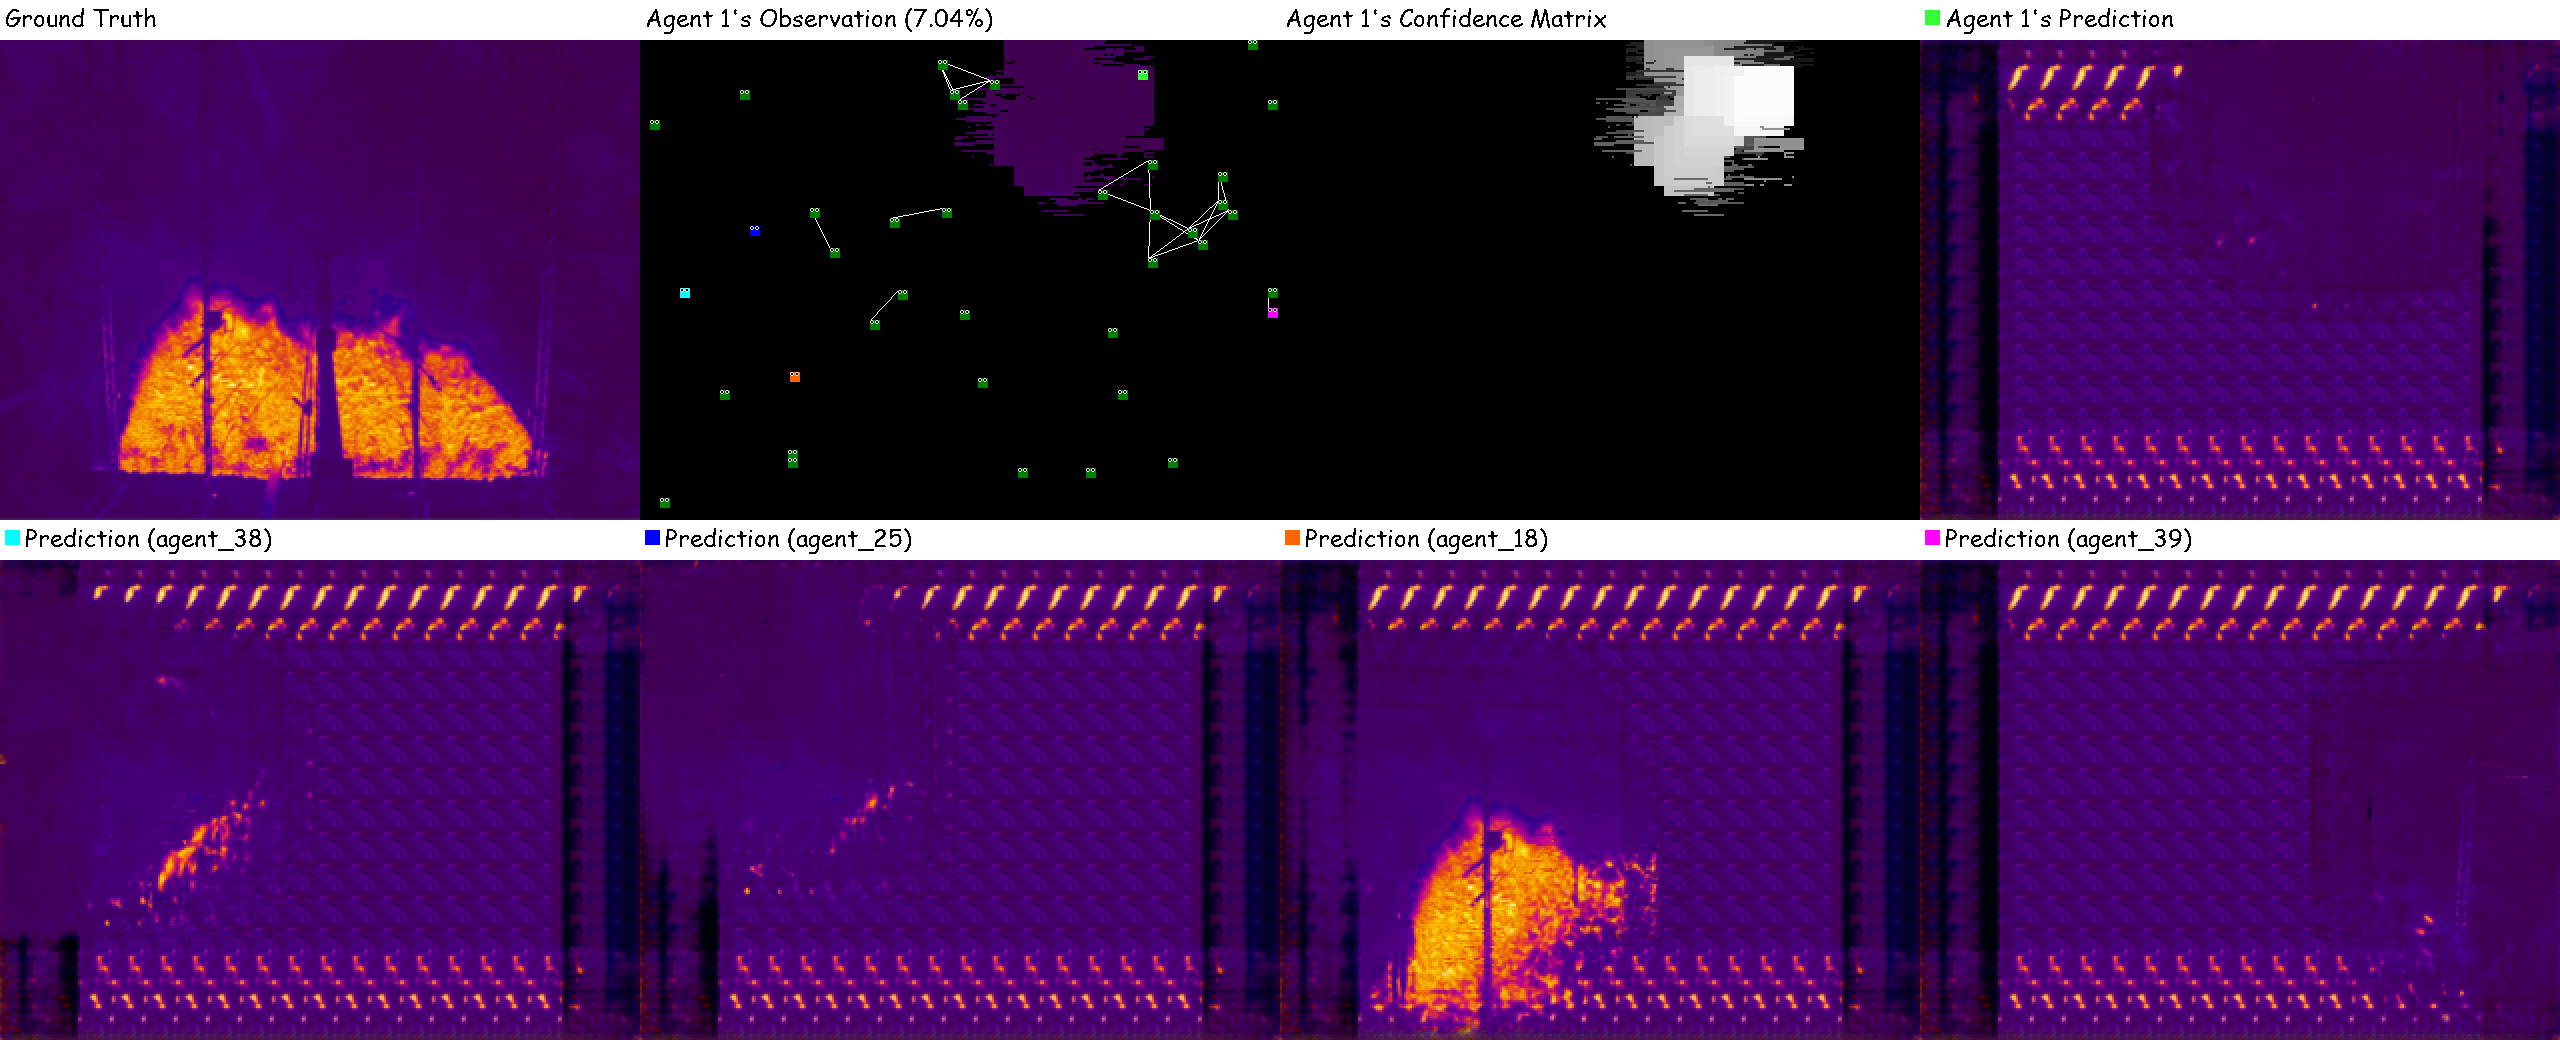 Ground Truth
Agent 1's Observation (7.04%)
Agent 1's Confidence Matrix
Agent 1's Prediction
Prediction (agent_38)
Prediction (agent_25)
Prediction (agent_18)
Prediction (agent_39)